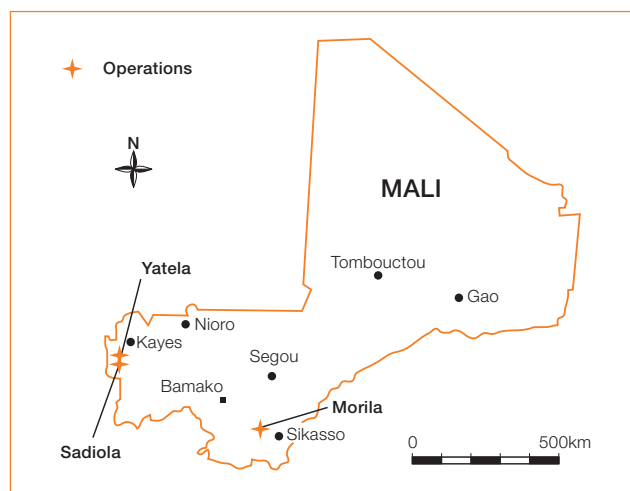 Operations
N
MALI
Tombouctou
Yatela
Gao
Nioro
Kayes
Segou
Bamako
Morila
Sikasso
Sadiola
0 500km